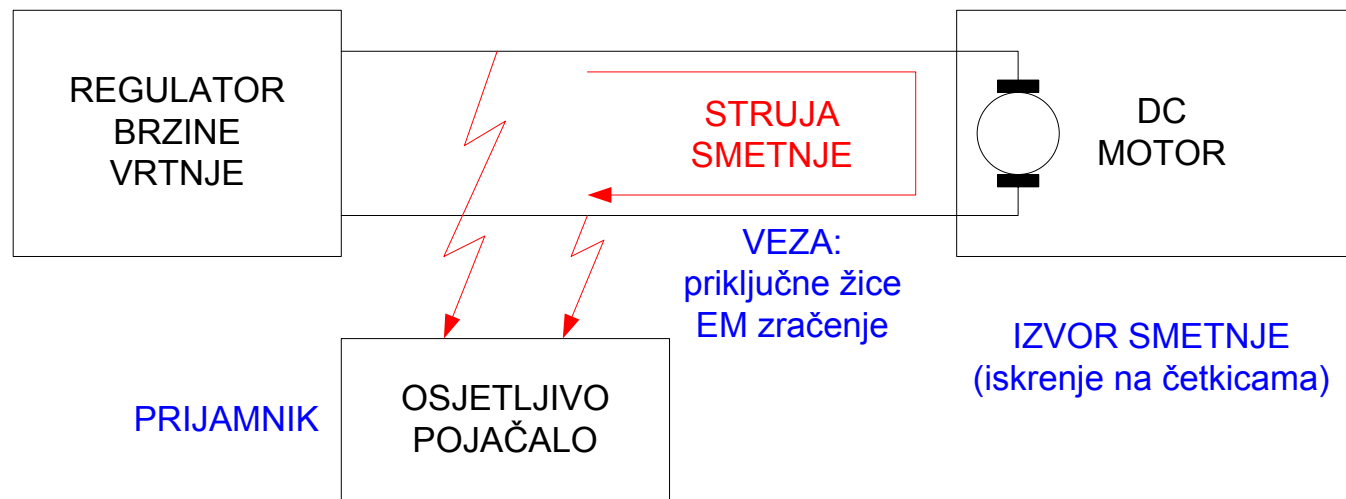 REGULATOR
BRZINE
VRTNJE
STRUJA
SMETNJE
DC
MOTOR
VEZA:
priključne žice
EM zračenje
IZVOR SMETNJE
(iskrenje na četkicama)
PRIJAMNIK
OSJETLJIVO
POJAČALO